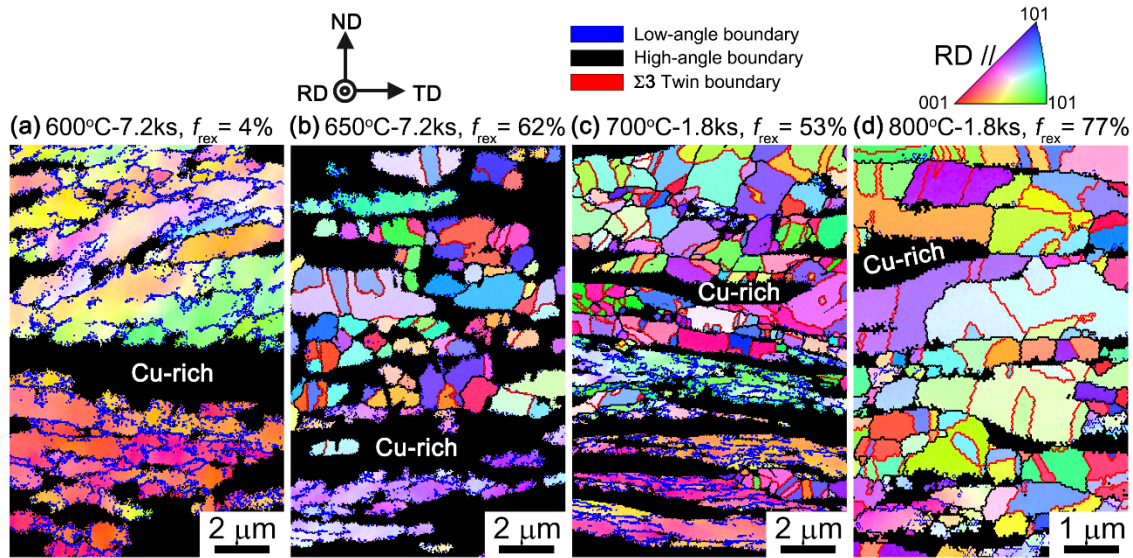 ND
RD
TD
Low-angle boundary
High-angle boundary
Σ3 Twin boundary
RD //
101
001
101
(a) 600°C-7.2ks, frex = 4%
(b) 650°C-7.2ks, frex = 62%
(c) 700°C-1.8ks, frex = 53%
(d) 800°C-1.8ks, frex = 77%
Cu-rich
Cu-rich
Cu-rich
Cu-rich
2 μm
2 μm
2 μm
1 μm